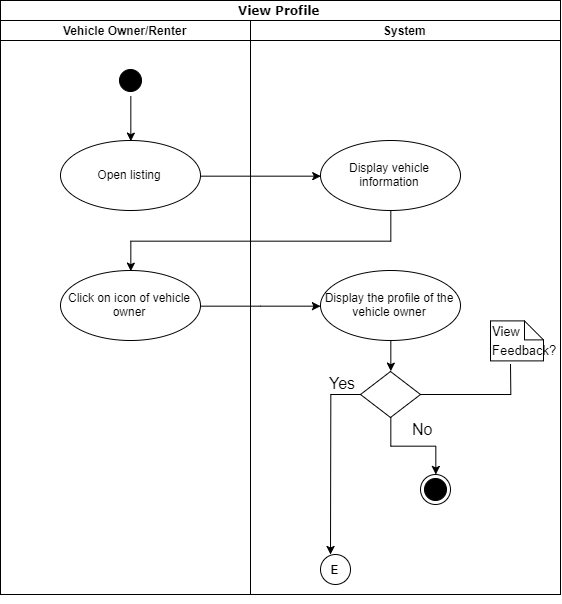 View Profile
Vehicle Owner/Renter
System
Open listing
Display vehicle
information
Click on icon of vehicle
owner
Display the profile of the
vehicle owner
View
Feedback?
Yes
No
E